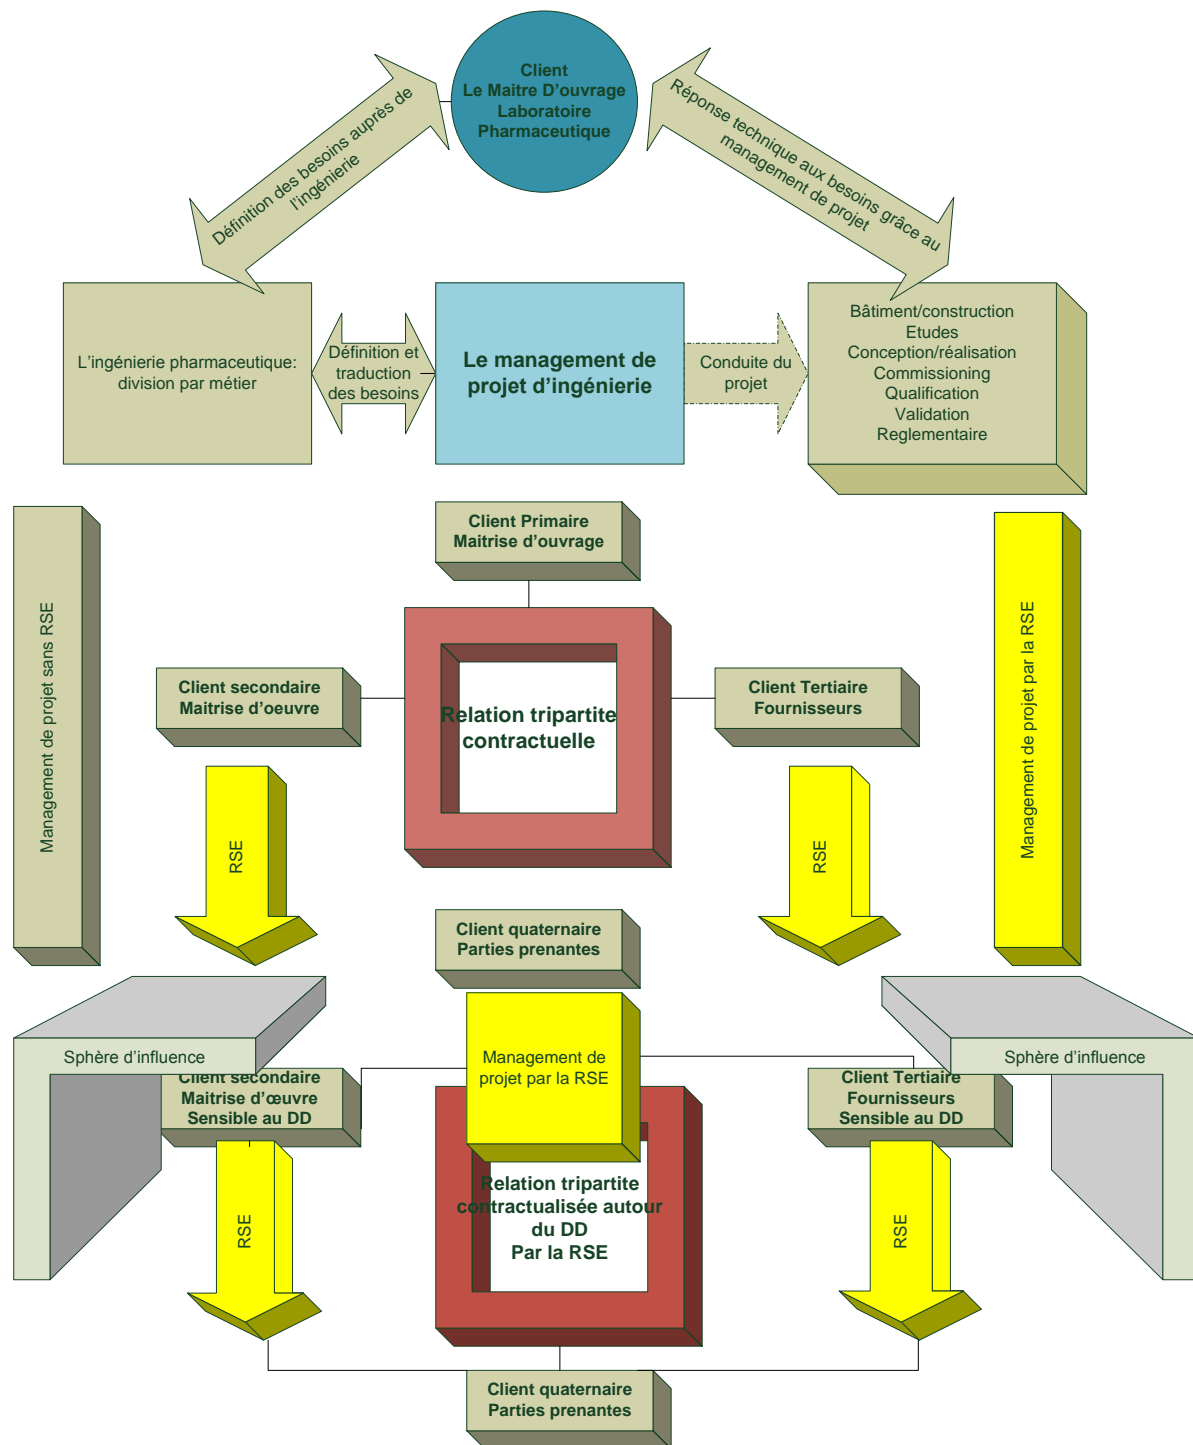 Client
Le Maitre D'ouvrage
Laboratoire
Pharmaceutique
Définition des besoins auprès de
l'ingénierie
Réponse technique aux besoins grâce au
management de projet
L'ingénierie pharmaceutique:
division par métier
Définition et
traduction
des besoins
Le management de
projet d'ingénierie
Conduite du
projet
Bâtiment/construction
Etudes
Conception/réalisation
Commissioning
Qualification
Validation
Reglementaire
Client Primaire
Maitrise d'ouvrage
Management de projet sans RSE
Management de projet par la RSE
Client secondaire
Maitrise d'oeuvre
Relation tripartite
contractuelle
Client Tertiaire
Fournisseurs
RSE
RSE
Client quaternaire
Parties prenantes
Sphère d'influence
Management de
projet par la RSE
Sphère d'influence
Client secondaire
Maitrise d'œuvre
Sensible au DD
Client Tertiaire
Fournisseurs
Sensible au DD
RSE
Relation tripartite
contractualisée autour
du DD
Par la RSE
RSE
Client quaternaire
Parties prenantes